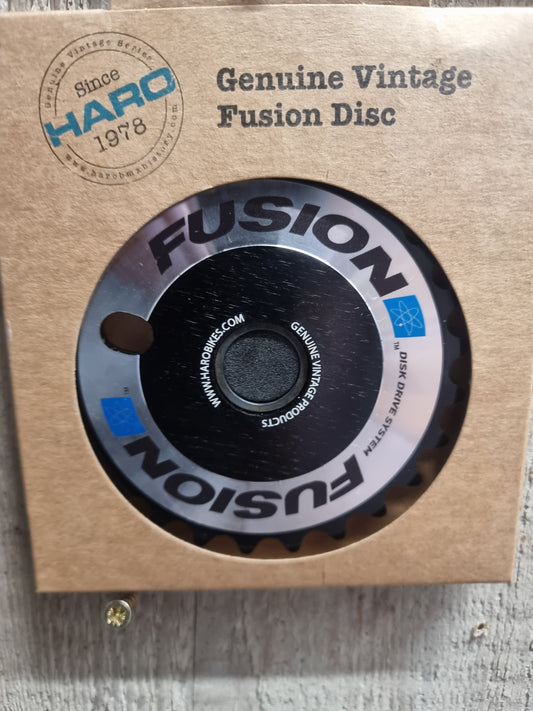 Genuine Vintage Series
Since
HARO
1978
www.harobmxhistory.com
Genuine Vintage
Fusion Disc
FUSION
™
DISK DRIVE SYSTEM
WWW.HAROBIKES.COM
GENUINE VINTAGE PRODUCTS
FUSION
™